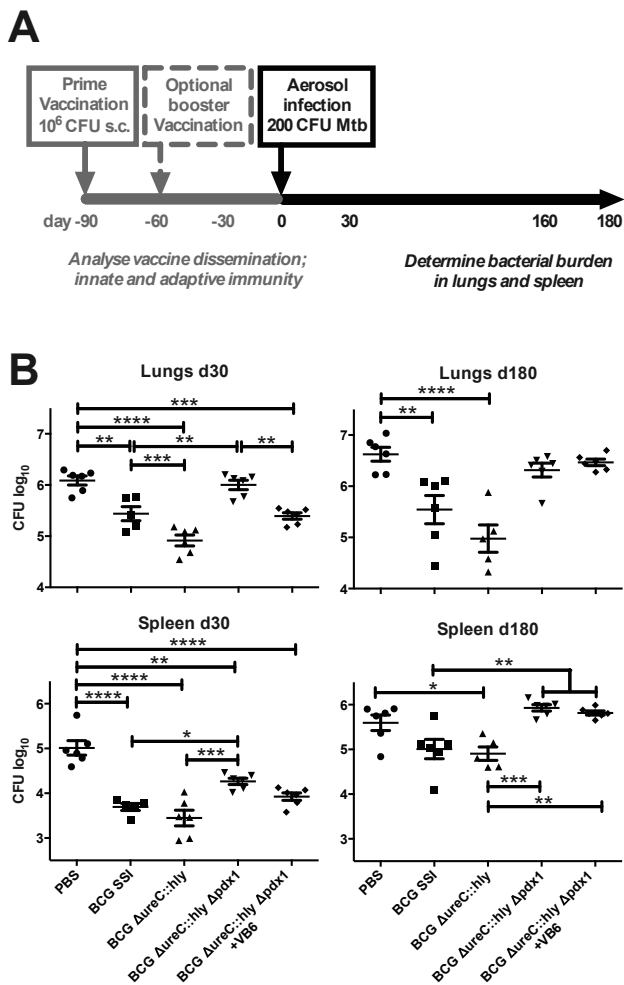 A
Prime
Vaccination
10⁶ CFU s.c.
Optional
booster
Vaccination
Aerosol
infection
200 CFU Mtb
day -90 -60 -30 0 30 160 180
Analyse vaccine dissemination;
innate and adaptive immunity
Determine bacterial burden
in lungs and spleen
B
Lungs d30
***
****
** ** **
***
7
6
5
4
CFU log₁₀
Lungs d180
****
**
7
6
5
4
Spleen d30
****
**
****
****
*
***
6
5
4
3
CFU log₁₀
PBS
BCG SSI
BCG ΔureC::hly
BCG ΔureC::hly Δpdx1
BCG ΔureC::hly Δpdx1
+VB6
Spleen d180
**
*
***
**
6
5
4
3
PBS
BCG SSI
BCG ΔureC::hly
BCG ΔureC::hly Δpdx1
BCG ΔureC::hly Δpdx1
+VB6